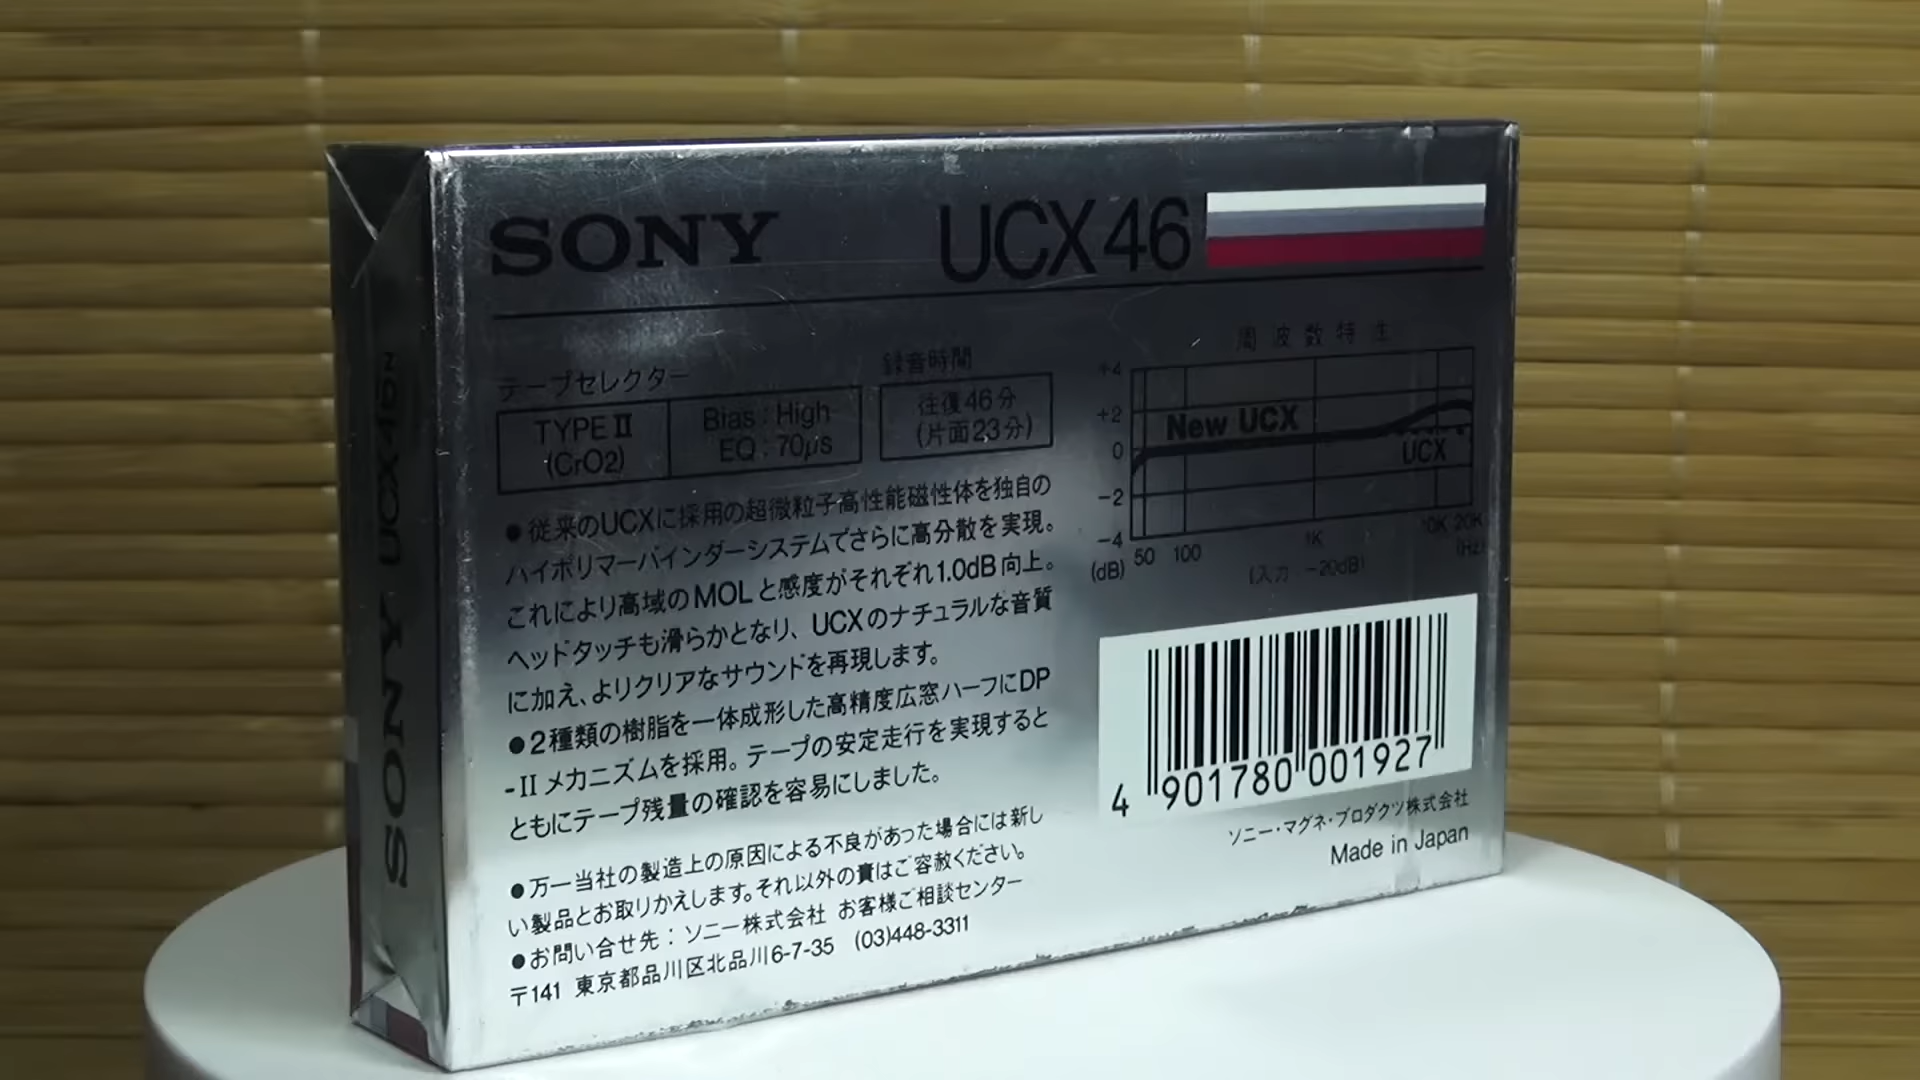 SONY
UCX46
テープセレクター
TYPE II
(CrO2)
Bias : High
EQ : 70μs
録音時間
往復46分
(片面23分)
●従来のUCXに採用の超微粒子高性能磁性体を独自の
ハイポリマーバインダーシステムでさらに高分散を実現。
これにより高域のMOLと感度がそれぞれ1.0dB向上。
ヘッドタッチも滑らかとなり、UCXのナチュラルな音質
に加え、よりクリアなサウンドを再現します。
●2種類の樹脂を一体成形した高精度広窓ハーフにDP
-II メカニズムを採用。テープの安定走行を実現すると
ともにテープ残量の確認を容易にしました。
●万一当社の製造上の原因による不良があった場合には新し
い製品とお取りかえします。それ以外の責はご容赦ください。
●お問い合せ先：ソニー株式会社 お客様ご相談センター
〒141 東京都品川区北品川6-7-35 (03)448-3311
周波数特性
+4
+2
0
-2
-4
(dB)
New UCX
UCX
50 100 1K 10K 20K
(Hz)
(入力 -20dB)
4 901780 001927
ソニー・マグネ・プロダクツ株式会社
Made in Japan
SONY UCX